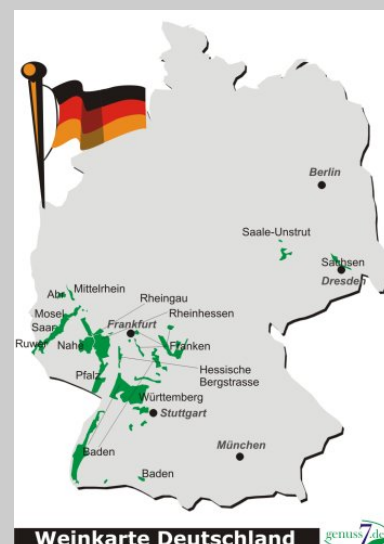 Berlin
Saale-Unstrut
Sachsen
Dresden
Ahr
Mittelrhein
Rheingau
Mosel
Saar
Ruwer
Frankfurt
Rheinhessen
Nahe
Franken
Pfalz
Hessische
Bergstrasse
Württemberg
Stuttgart
Baden
München
Baden
Weinkarte Deutschland
genuss7.de